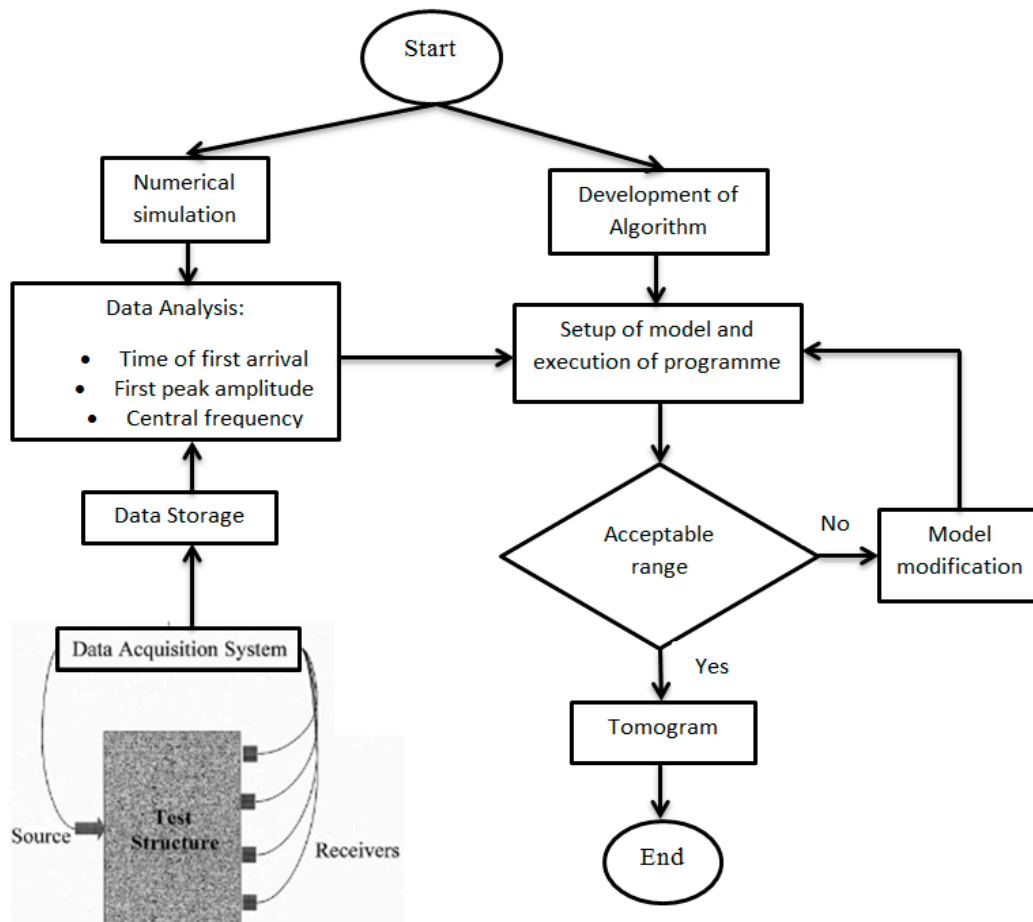 Start
Numerical
simulation
Development of
Algorithm
Data Analysis:
• Time of first arrival
• First peak amplitude
• Central frequency
Setup of model and
execution of programme
Data Storage
Acceptable
range
No
Model
modification
Data Acquisition System
Yes
Tomogram
Source
Test
Structure
Receivers
End